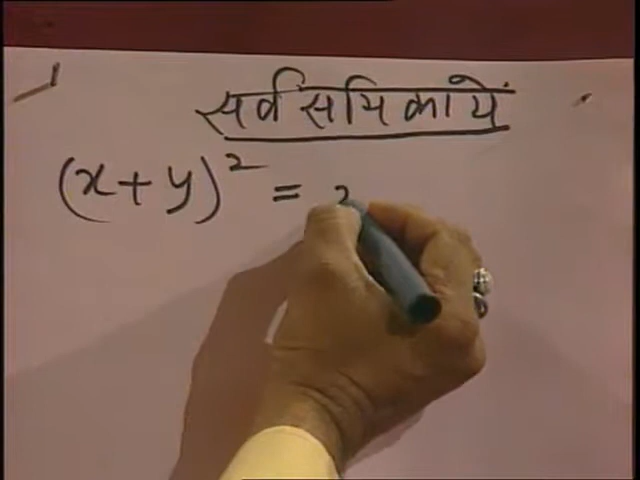 सर्वसमिकायें
(x+y)² =